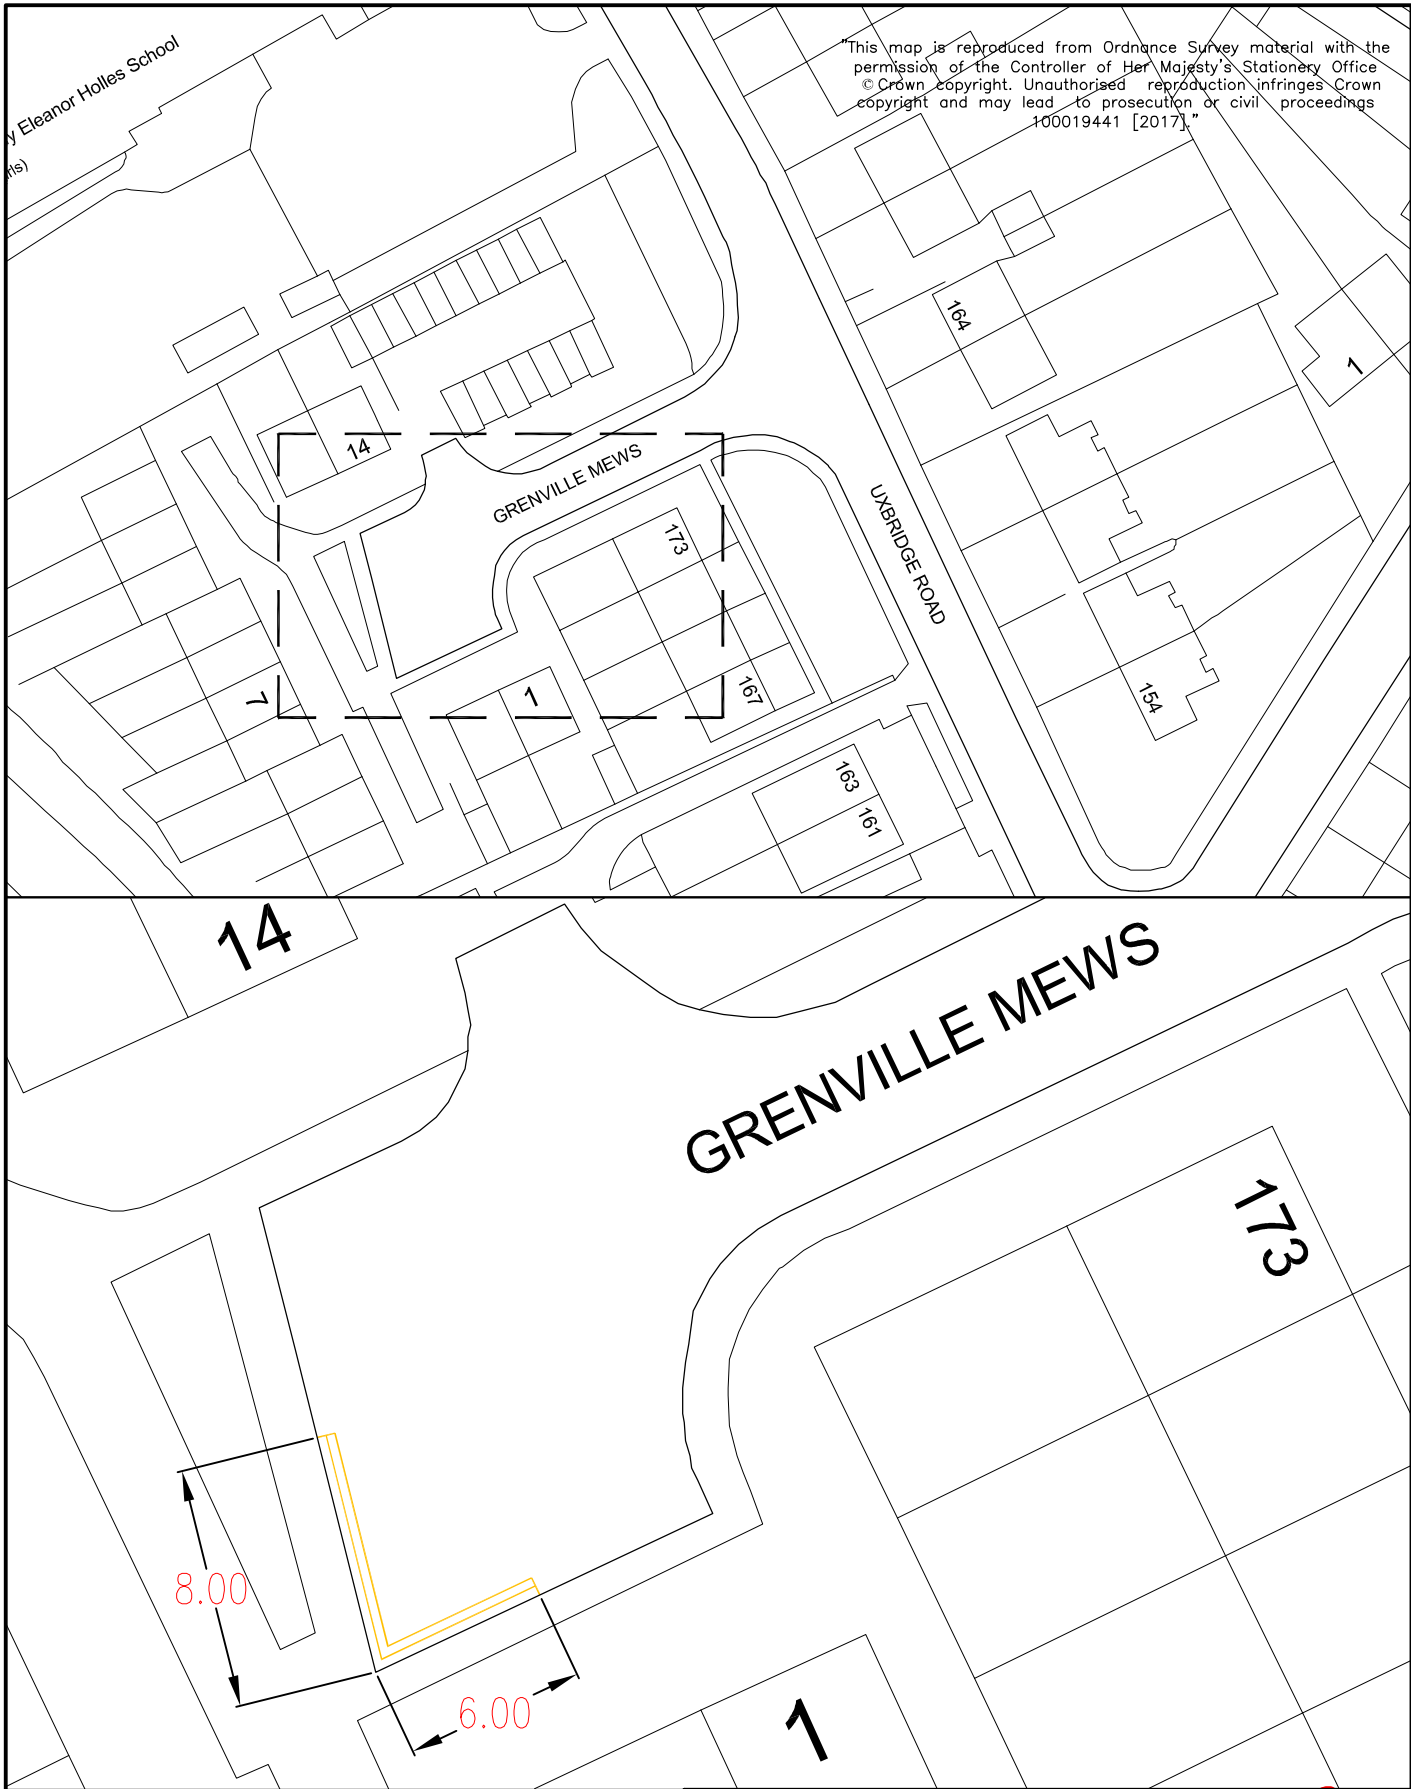 y Eleanor Holles School
rls)
"This map is reproduced from Ordnance Survey material with the
permission of the Controller of Her Majesty's Stationery Office
© Crown copyright. Unauthorised reproduction infringes Crown
copyright and may lead to prosecution or civil proceedings
100019441 [2017]."
164
1
14
GRENVILLE MEWS
173
UXBRIDGE ROAD
7
1
167
154
163
161
14
GRENVILLE MEWS
173
8.00
6.00
1